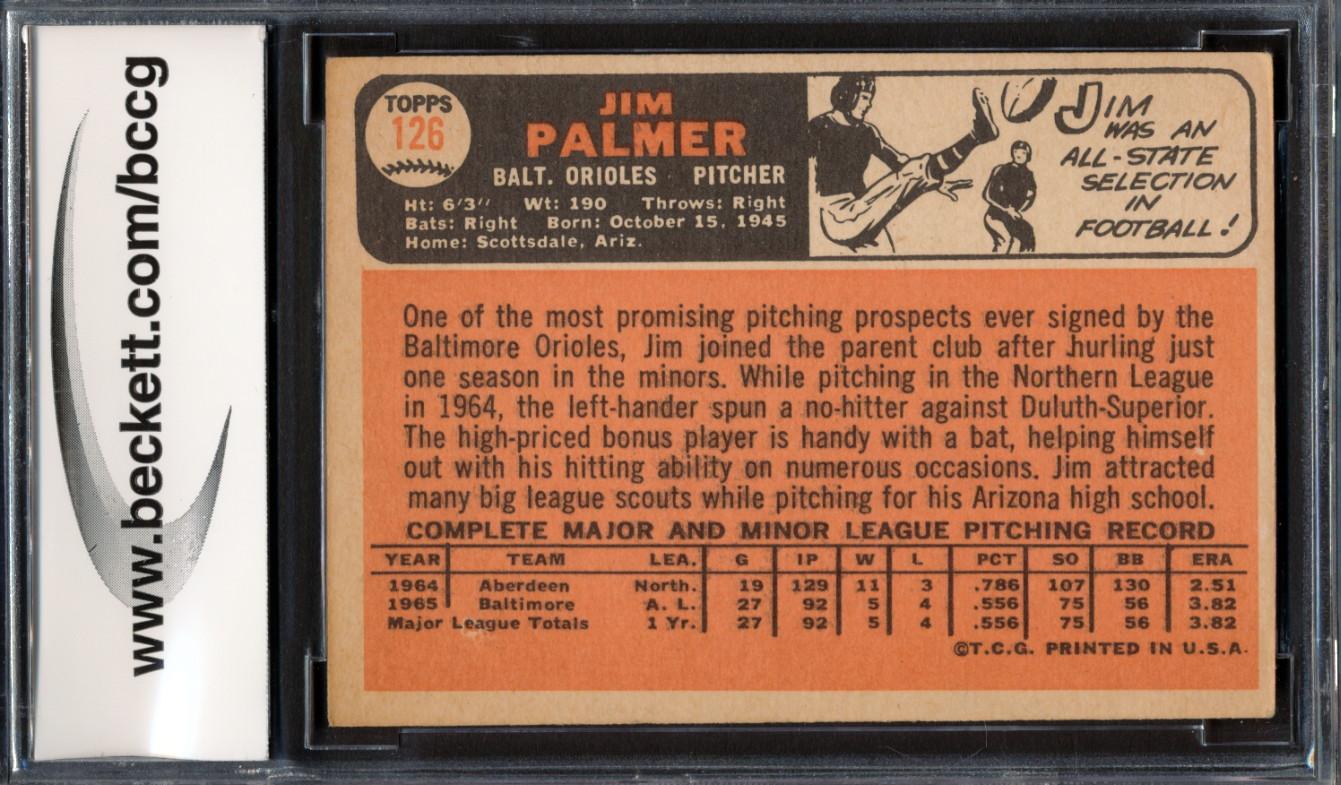 www.beckett.com/bccg
TOPPS
126
JIM
PALMER
BALT. ORIOLES PITCHER
Ht: 6'3" Wt: 190 Throws: Right
Bats: Right Born: October 15, 1945
Home: Scottsdale, Ariz.
JIM
WAS AN
ALL-STATE
SELECTION
IN
FOOTBALL!
One of the most promising pitching prospects ever signed by the
Baltimore Orioles, Jim joined the parent club after hurling just
one season in the minors. While pitching in the Northern League
in 1964, the left-hander spun a no-hitter against Duluth-Superior.
The high-priced bonus player is handy with a bat, helping himself
out with his hitting ability on numerous occasions. Jim attracted
many big league scouts while pitching for his Arizona high school.
COMPLETE MAJOR AND MINOR LEAGUE PITCHING RECORD
YEAR TEAM LEA. G IP W L PCT SO BB ERA
1964 Aberdeen North. 19 129 11 3 .786 107 130 2.51
1965 Baltimore A. L. 27 92 5 4 .556 75 56 3.82
Major League Totals 1 Yr. 27 92 5 4 .556 75 56 3.82
©T.C.G. PRINTED IN U.S.A.